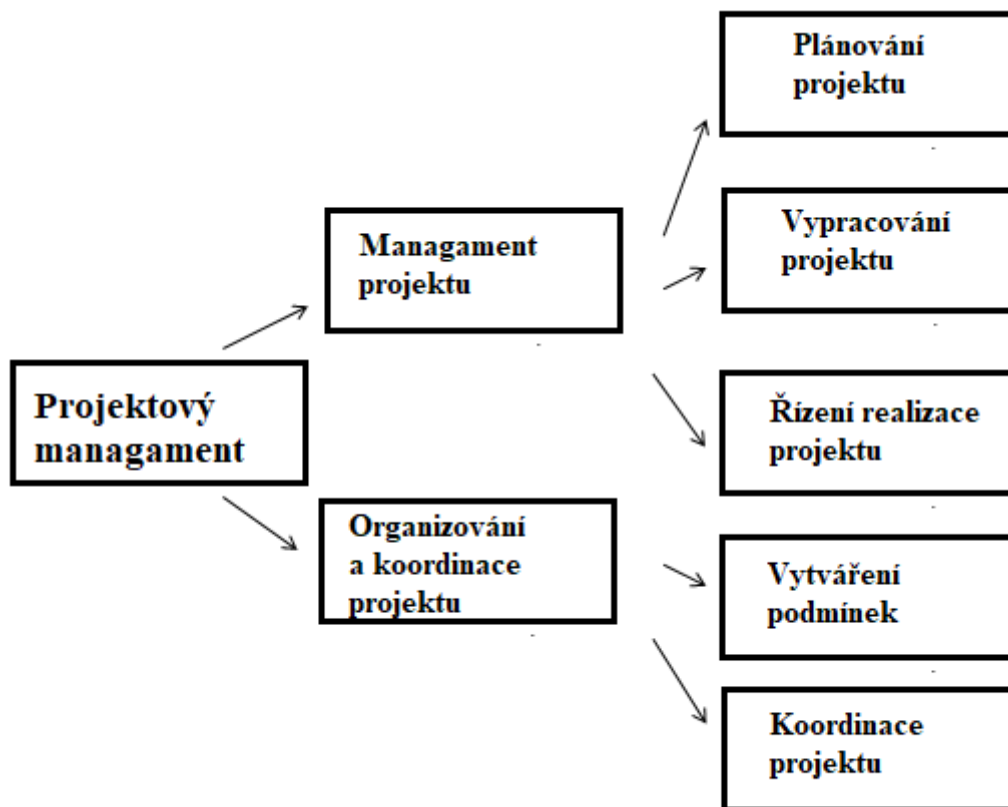 Projektový
managament
Managament
projektu
Organizování
a koordinace
projektu
Plánování
projektu
Vypracování
projektu
Řízení realizace
projektu
Vytváření
podmínek
Koordinace
projektu